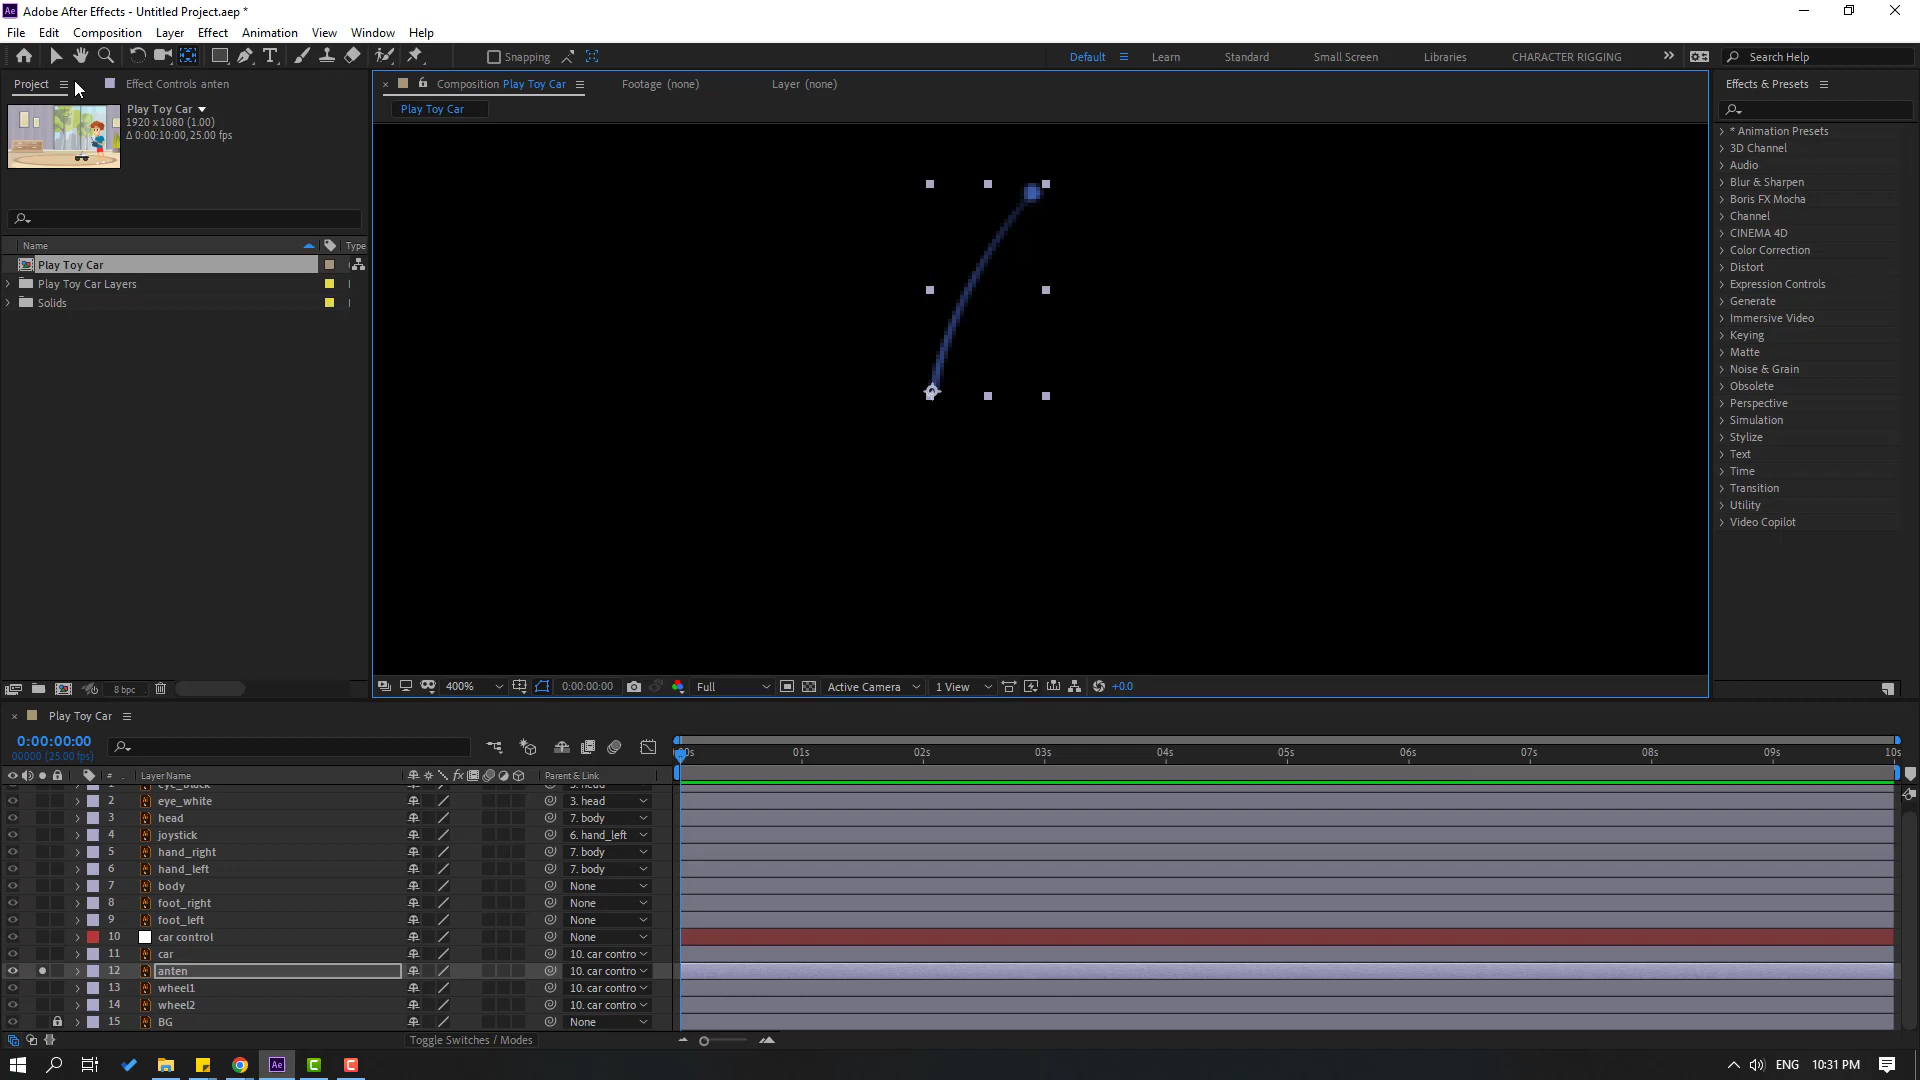 Adobe After Effects - Untitled Project.aep *
File Edit Composition Layer Effect Animation View Window Help
Snapping Default Learn Standard Small Screen Libraries CHARACTER RIGGING Search Help
Project Effect Controls anten
Composition Play Toy Car Footage (none) Layer (none)
Effects & Presets
Play Toy Car
1920 x 1080 (1.00)
Δ 0:00:10:00, 25.00 fps
Play Toy Car
Name Type
Play Toy Car
Play Toy Car Layers
Solids
* Animation Presets
3D Channel
Audio
Blur & Sharpen
Boris FX Mocha
Channel
CINEMA 4D
Color Correction
Distort
Expression Controls
Generate
Immersive Video
Keying
Matte
Noise & Grain
Obsolete
Perspective
Simulation
Stylize
Text
Time
Transition
Utility
Video Copilot
8 bpc
400% 0:00:00:00 Full Active Camera 1 View +0.0
Play Toy Car
0:00:00:00
00000 (25.00 fps)
00s 01s 02s 03s 04s 05s 06s 07s 08s 09s 10s
# Layer Name fx Parent & Link
1 eye_black 3. head
2 eye_white 3. head
3 head 7. body
4 joystick 6. hand_left
5 hand_right 7. body
6 hand_left 7. body
7 body None
8 foot_right None
9 foot_left None
10 car control None
11 car 10. car contro
12 anten 10. car contro
13 wheel1 10. car contro
14 wheel2 10. car contro
15 BG None
Toggle Switches / Modes
ENG 10:31 PM